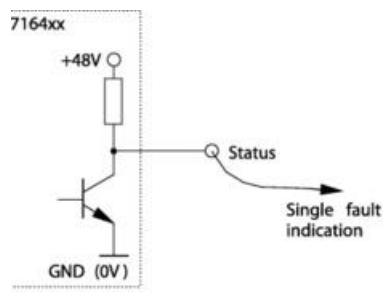 7164xx
+48V
Status
Single fault
indication
GND (0V)